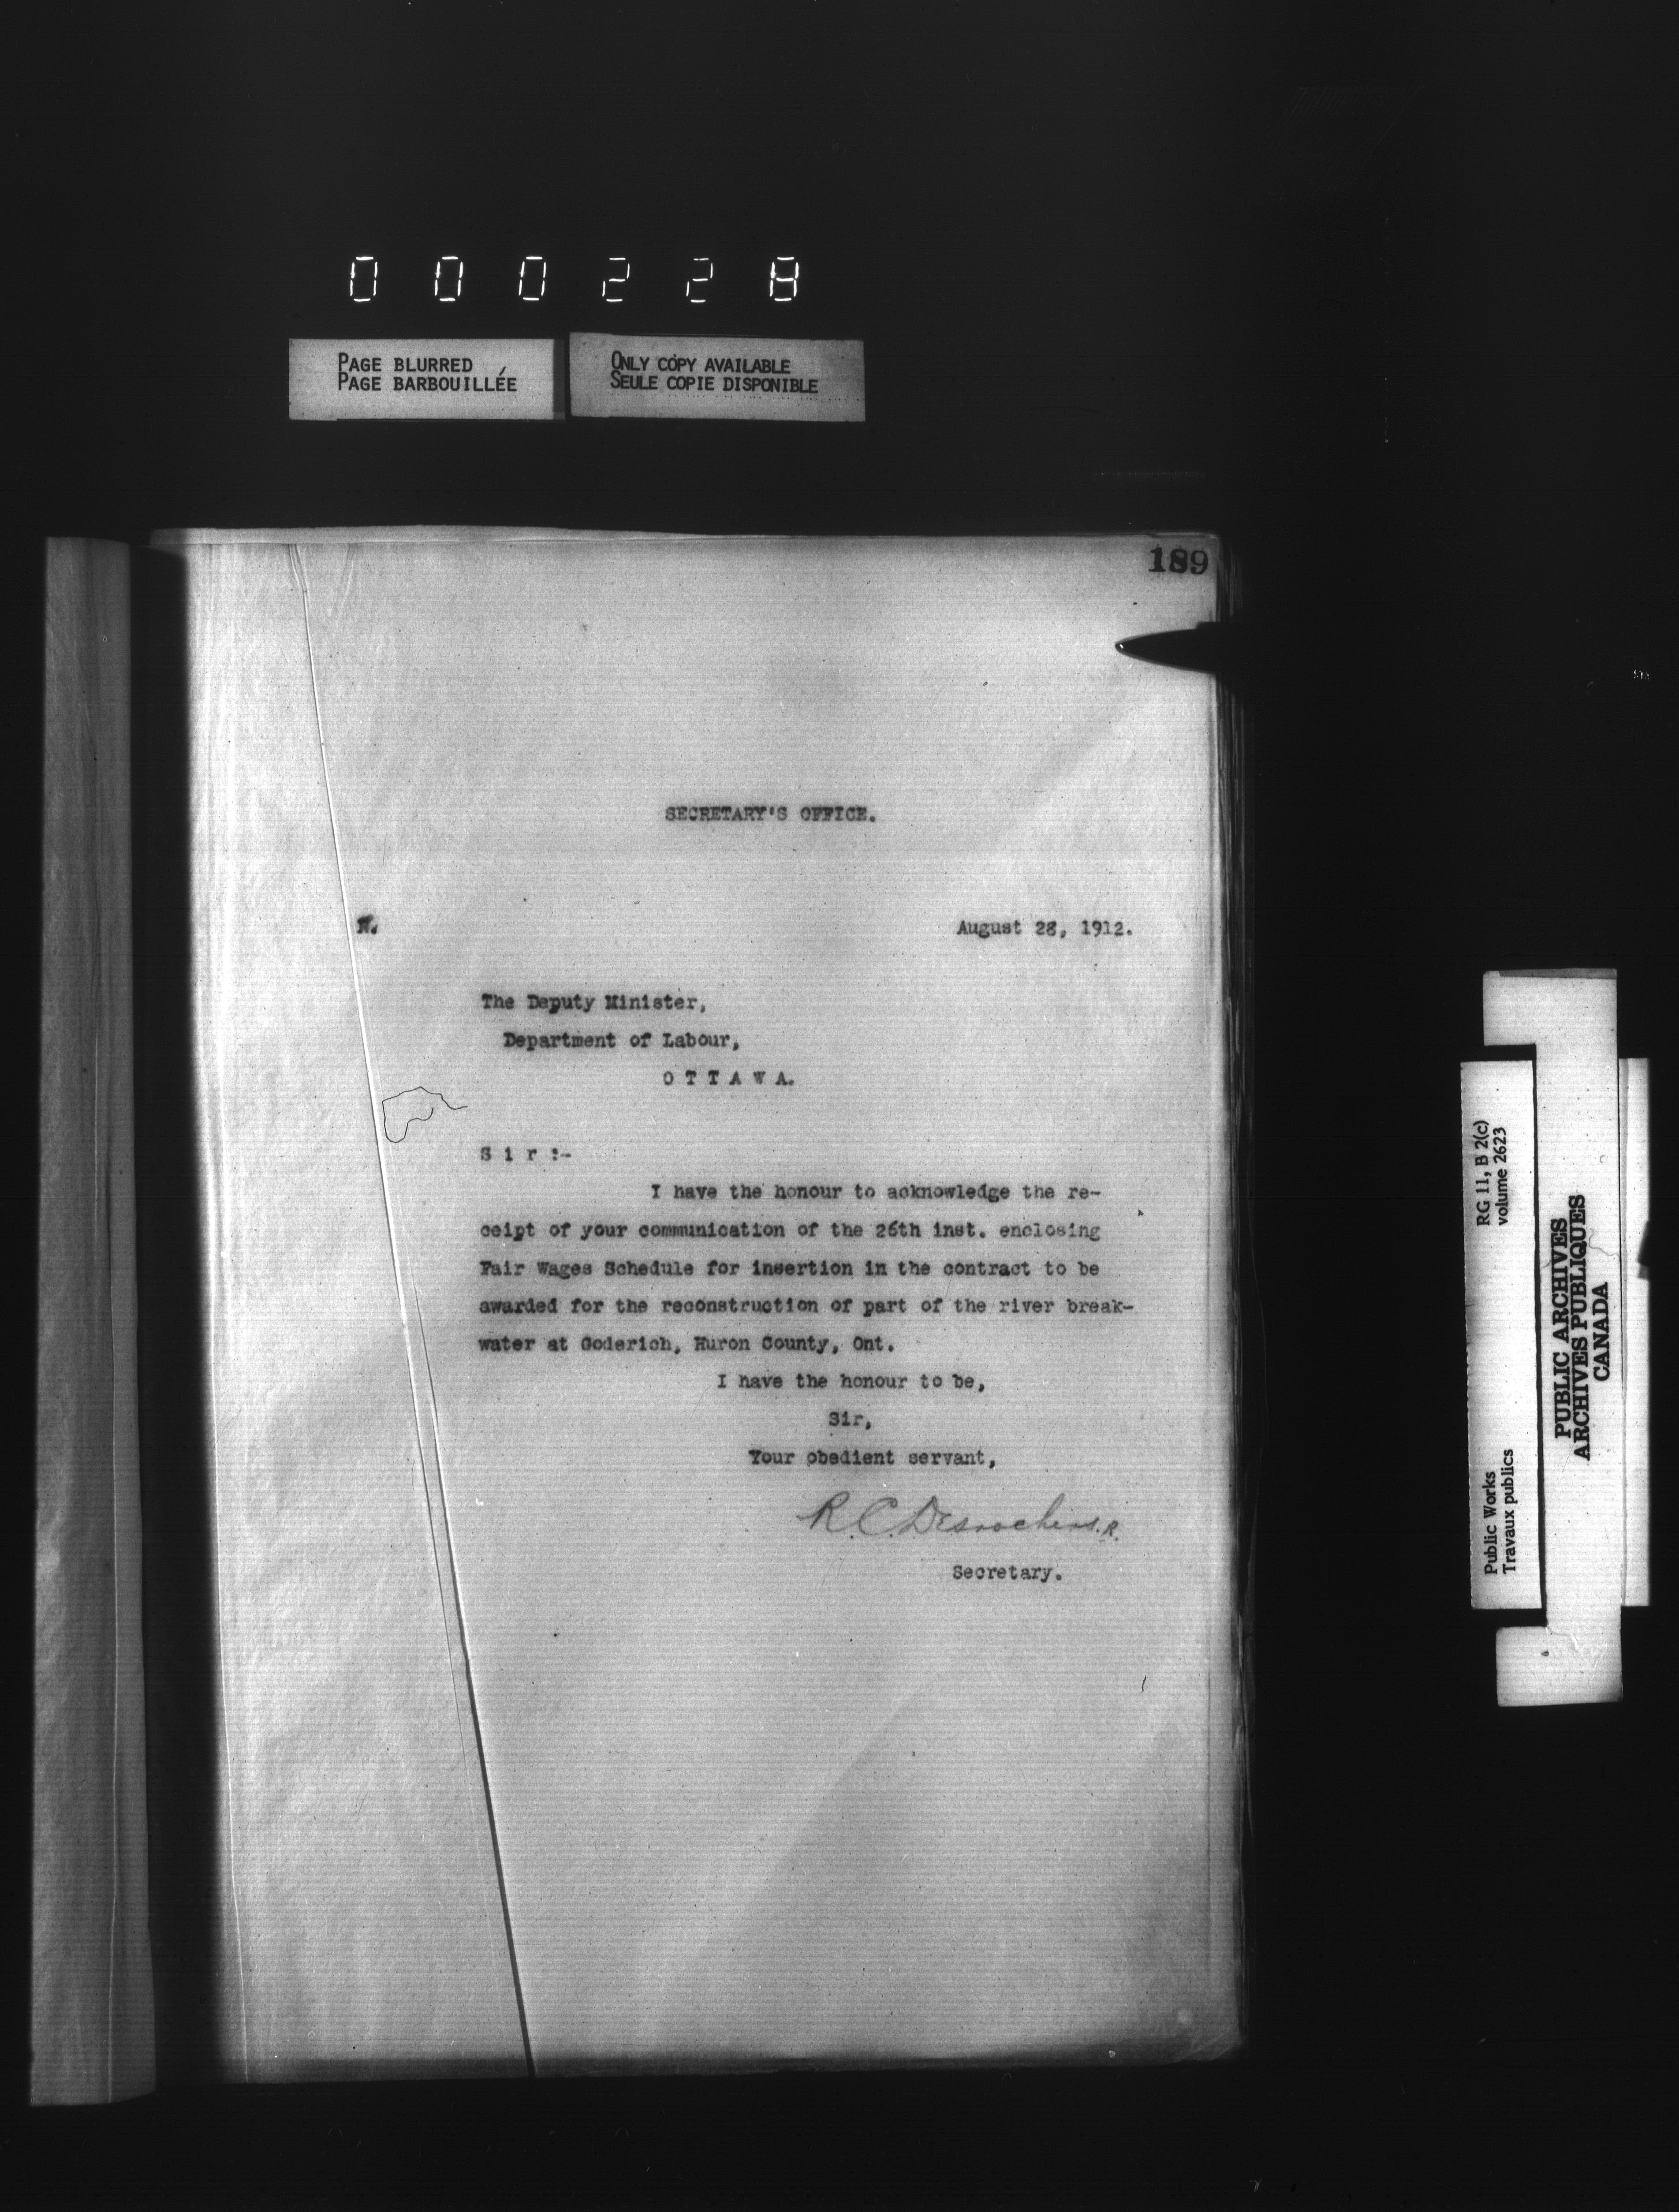 000228
PAGE BLURRED
PAGE BARBOUILLÉE
ONLY COPY AVAILABLE
SEULE COPIE DISPONIBLE
189
SECRETARY'S OFFICE.
August 28, 1912.
The Deputy Minister,
Department of Labour,
O T T A W A.
S i r :-
I have the honour to acknowledge the re-
ceipt of your communication of the 26th inst. enclosing
Fair Wages Schedule for insertion in the contract to be
awarded for the reconstruction of part of the river break-
water at Goderich, Huron County, Ont.
I have the honour to be,
Sir,
Your obedient servant,
R.C. Desrochers. R.
Secretary.
RG 11, B 2(c)
volume 2623
Public Works
Travaux publics
PUBLIC ARCHIVES
ARCHIVES PUBLIQUES
CANADA